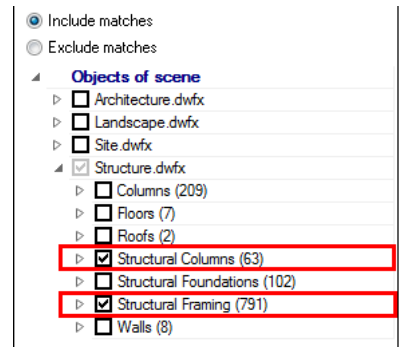 Include matches
Exclude matches
Objects of scene
Architecture.dwfx
Landscape.dwfx
Site.dwfx
Structure.dwfx
Columns (209)
Floors (7)
Roofs (2)
Structural Columns (63)
Structural Foundations (102)
Structural Framing (791)
Walls (8)